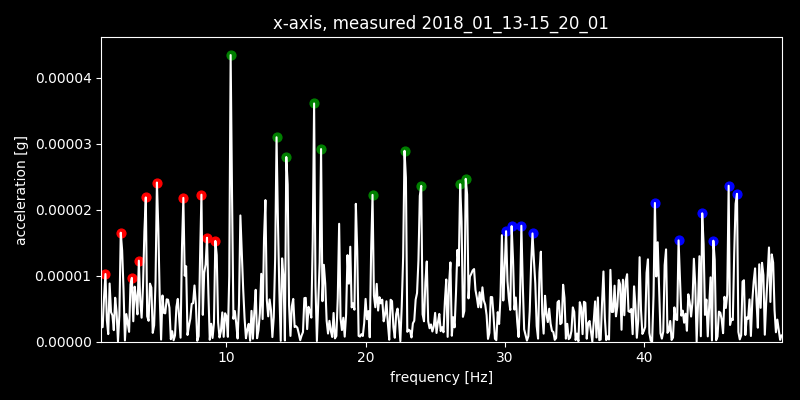 x-axis, measured 2018_01_13-15_20_01
0.00004
0.00003
0.00002
0.00001
0.00000
acceleration [g]
10 20 30 40
frequency [Hz]